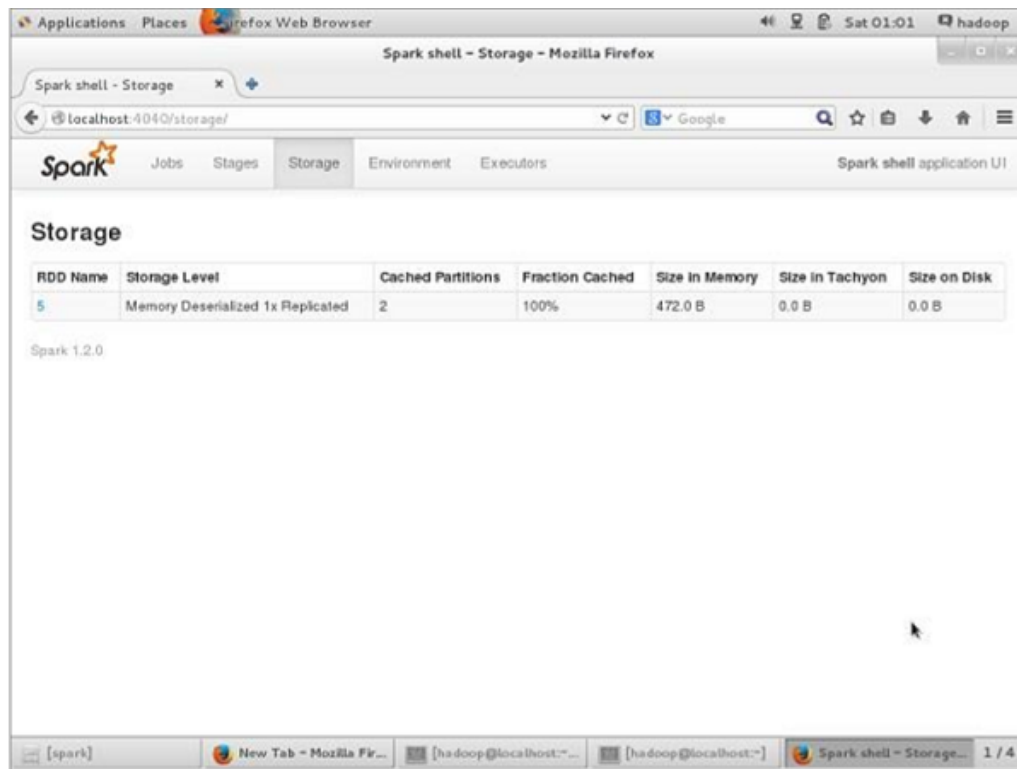 Applications Places Firefox Web Browser Sat 01:01 hadoop
Spark shell - Storage - Mozilla Firefox
Spark shell - Storage
localhost:4040/storage/ Google
Spark Jobs Stages Storage Environment Executors Spark shell application UI
Storage
RDD Name Storage Level Cached Partitions Fraction Cached Size in Memory Size in Tachyon Size on Disk
5 Memory Deserialized 1x Replicated 2 100% 472.0 B 0.0 B 0.0 B
Spark 1.2.0
[spark] New Tab - Mozilla Fir... [hadoop@localhost:~... [hadoop@localhost:~] Spark shell - Storage... 1 / 4